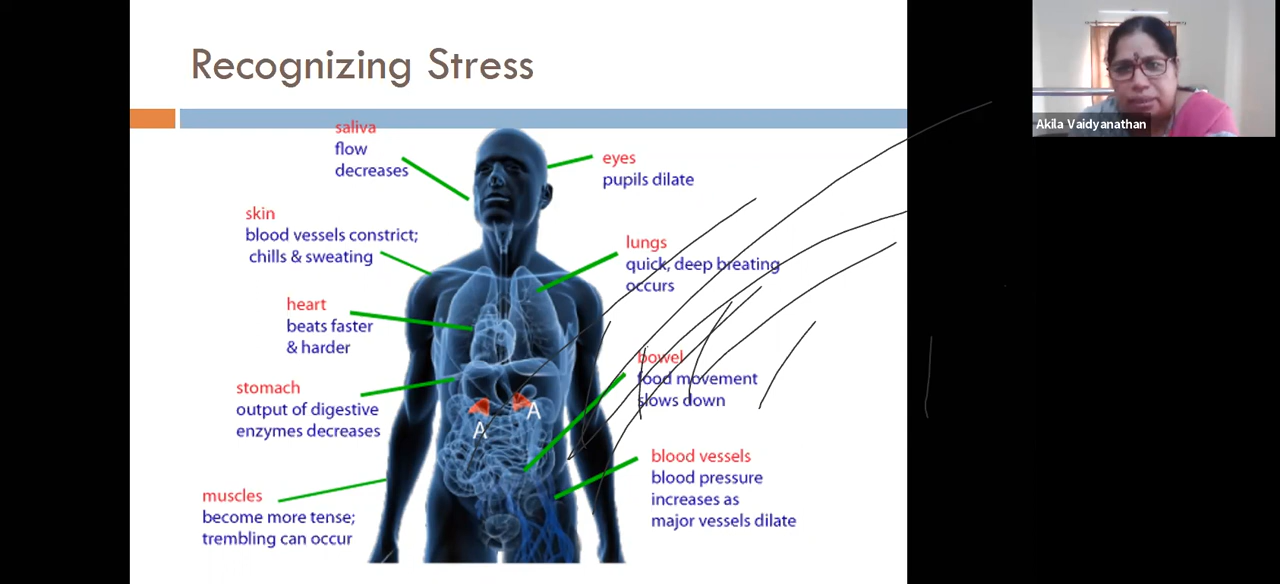 Recognizing Stress
Akila Vaidyanathan
saliva
flow
decreases
eyes
pupils dilate
skin
blood vessels constrict;
chills & sweating
lungs
quick, deep breating
occurs
heart
beats faster
& harder
bowel
food movement
slows down
stomach
output of digestive
enzymes decreases
A
A
blood vessels
blood pressure
increases as
major vessels dilate
muscles
become more tense;
trembling can occur